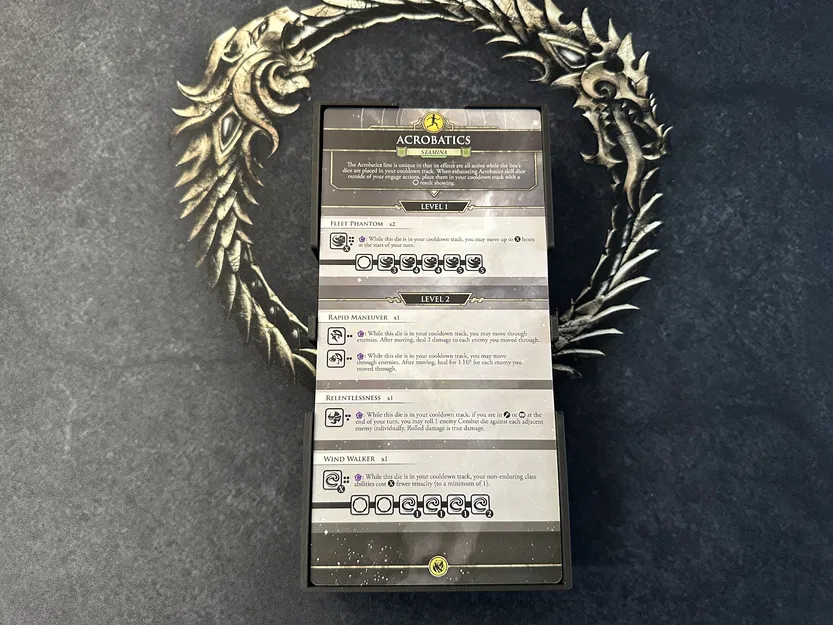 ACROBATICS
STAMINA
The Acrobatics line is unique in that its effects are all active while the line's
dice are placed in your cooldown track. When exhausting Acrobatics skill dice
outside of your engage actions, place them in your cooldown track with a
result showing.
LEVEL 1
FLEET PHANTOM x2
: While this die is in your cooldown track, you may move up to X hexes
at the start of your turn.
X
3 4 4 5 5
LEVEL 2
RAPID MANEUVER x1
: While this die is in your cooldown track, you may move through
enemies. After moving, deal 2 damage to each enemy you moved through.
: While this die is in your cooldown track, you may move
through enemies. After moving, heal for 1 HP for each enemy you
moved through.
RELENTLESSNESS x1
: While this die is in your cooldown track, if you are in or at the
end of your turn, you may roll 1 enemy Combat die against each adjacent
enemy individually. Rolled damage is true damage.
WIND WALKER x1
: While this die is in your cooldown track, your non-enduring class
abilities cost X fewer tenacity (to a minimum of 1).
X
1 1 1 2